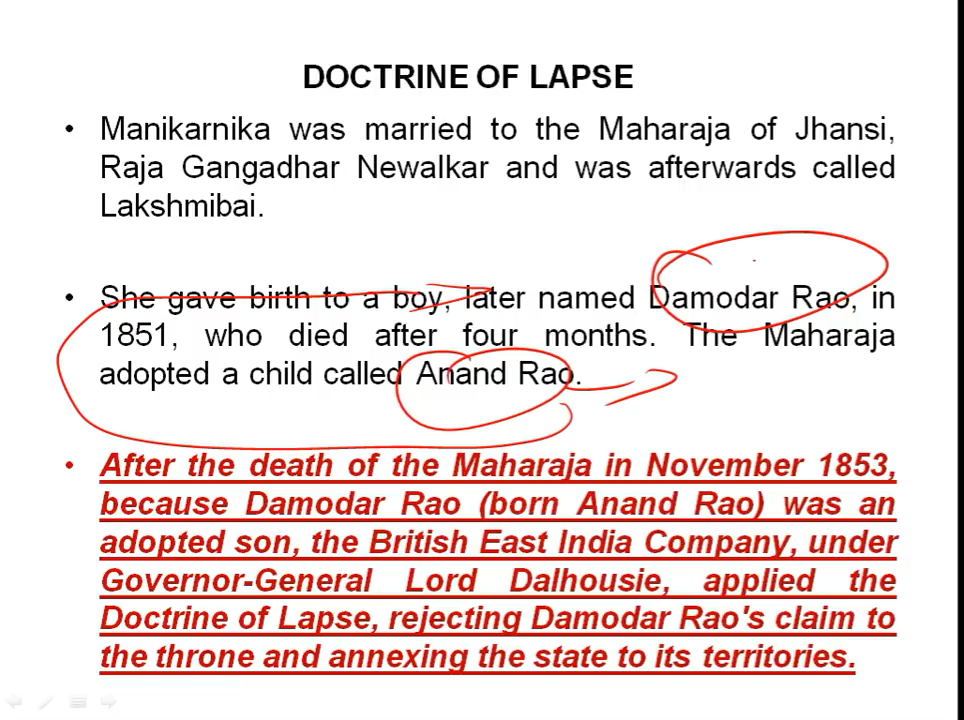 DOCTRINE OF LAPSE
• Manikarnika was married to the Maharaja of Jhansi,
Raja Gangadhar Newalkar and was afterwards called
Lakshmibai.
• She gave birth to a boy, later named Damodar Rao, in
1851, who died after four months. The Maharaja
adopted a child called Anand Rao.
• After the death of the Maharaja in November 1853,
because Damodar Rao (born Anand Rao) was an
adopted son, the British East India Company, under
Governor-General Lord Dalhousie, applied the
Doctrine of Lapse, rejecting Damodar Rao's claim to
the throne and annexing the state to its territories.